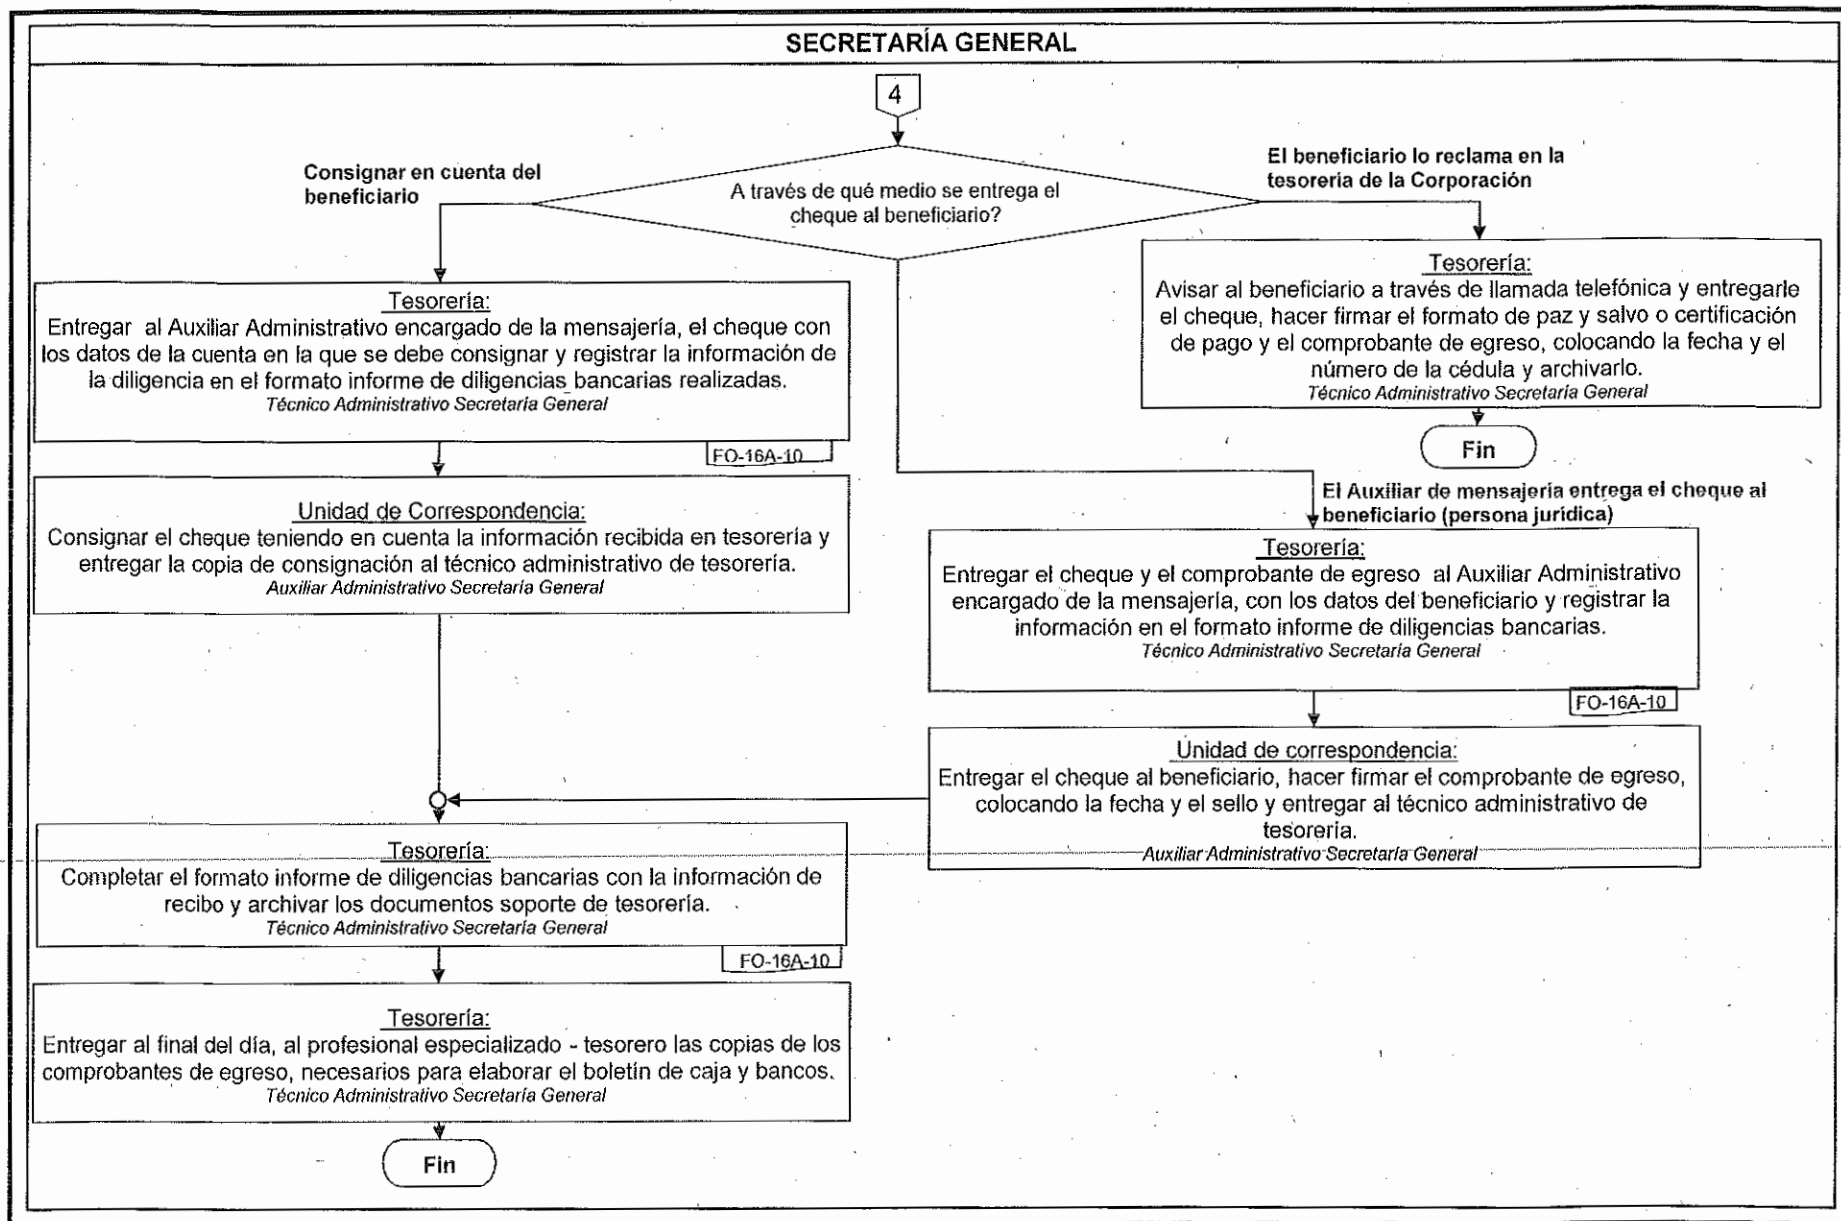 SECRETARÍA GENERAL
4
Consignar en cuenta del
beneficiario
A través de qué medio se entrega el
cheque al beneficiario?
El beneficiario lo reclama en la
tesorería de la Corporación
Tesorería:
Entregar al Auxiliar Administrativo encargado de la mensajería, el cheque con
los datos de la cuenta en la que se debe consignar y registrar la información de
la diligencia en el formato informe de diligencias bancarias realizadas.
Técnico Administrativo Secretaría General
FO-16A-10
Tesorería:
Avisar al beneficiario a través de llamada telefónica y entregarle
el cheque, hacer firmar el formato de paz y salvo o certificación
de pago y el comprobante de egreso, colocando la fecha y el
número de la cédula y archivarlo.
Técnico Administrativo Secretaría General
Fin
Unidad de Correspondencia:
Consignar el cheque teniendo en cuenta la información recibida en tesorería y
entregar la copia de consignación al técnico administrativo de tesorería.
Auxiliar Administrativo Secretaría General
El Auxiliar de mensajería entrega el cheque al
beneficiario (persona jurídica)
Tesorería:
Entregar el cheque y el comprobante de egreso al Auxiliar Administrativo
encargado de la mensajería, con los datos del beneficiario y registrar la
información en el formato informe de diligencias bancarias.
Técnico Administrativo Secretaría General
FO-16A-10
Unidad de correspondencia:
Entregar el cheque al beneficiario, hacer firmar el comprobante de egreso,
colocando la fecha y el sello y entregar al técnico administrativo de
tesorería.
Auxiliar Administrativo Secretaría General
Tesorería:
Completar el formato informe de diligencias bancarias con la información de
recibo y archivar los documentos soporte de tesorería.
Técnico Administrativo Secretaría General
FO-16A-10
Tesorería:
Entregar al final del día, al profesional especializado - tesorero las copias de los
comprobantes de egreso, necesarios para elaborar el boletín de caja y bancos.
Técnico Administrativo Secretaría General
Fin